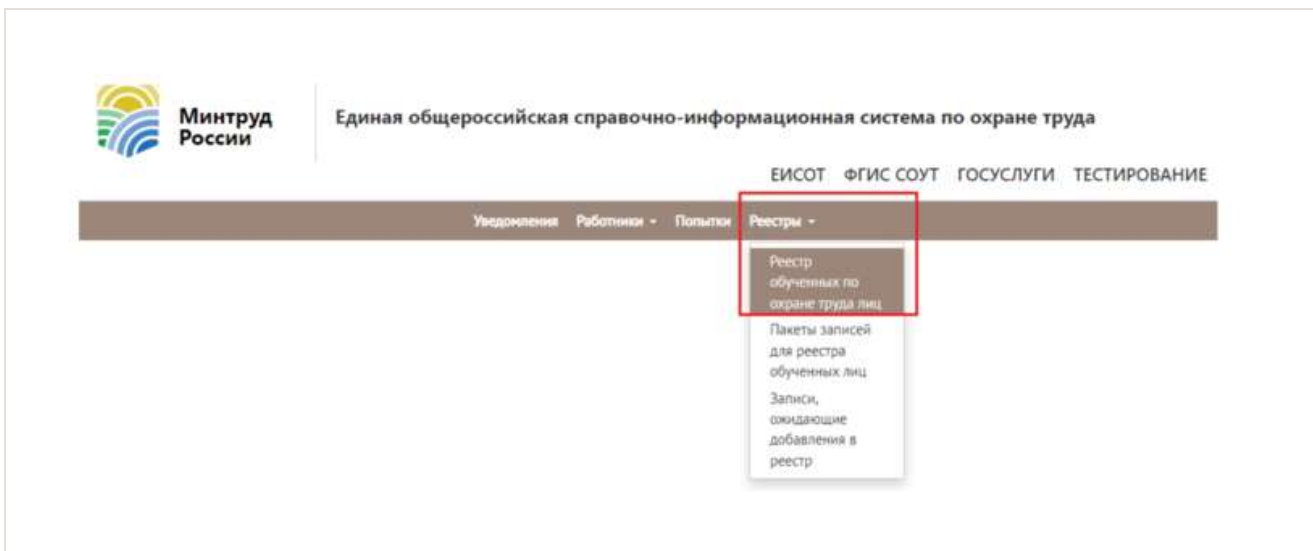 Минтруд
России
Единая общероссийская справочно-информационная система по охране труда
ЕИСОТ ФГИС СОУТ ГОСУСЛУГИ ТЕСТИРОВАНИЕ
Уведомления Работники Попытки Реестры
Реестр
обученных по
охране труда лиц
Пакеты записей
для реестра
обученных лиц
Записи,
ожидающие
добавления в
реестр